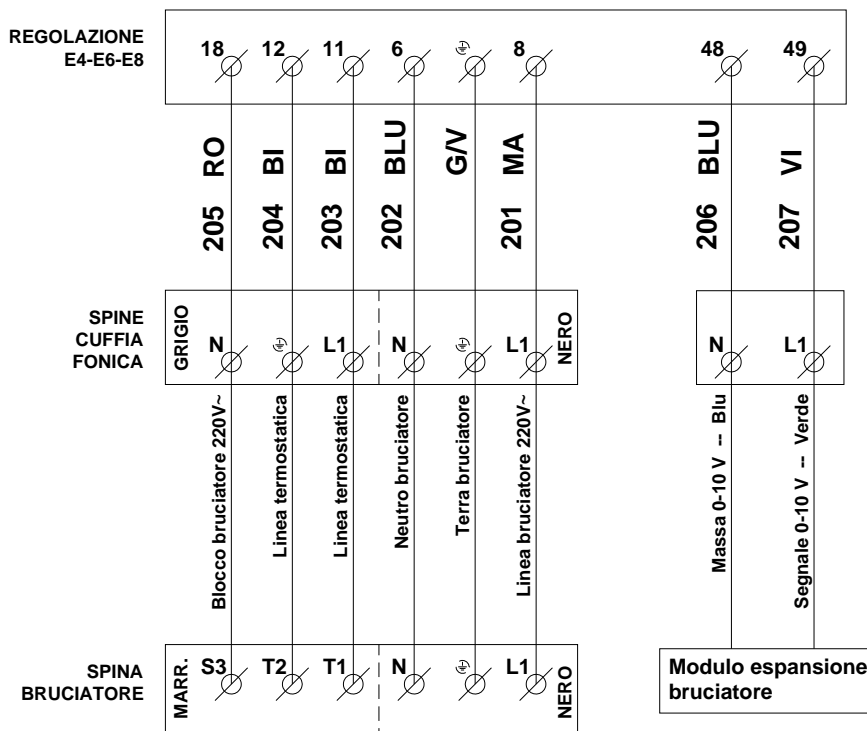 REGOLAZIONE
E4-E6-E8
18 12 11 6 8 48 49
205 RO
204 BI
203 BI
202 BLU
G/V
201 MA
206 BLU
207 VI
SPINE
CUFFIA
FONICA
GRIGIO
N L1 N L1
NERO
N L1
Blocco bruciatore 220V~
Linea termostatica
Linea termostatica
Neutro bruciatore
Terra bruciatore
Linea bruciatore 220V~
Massa 0-10 V -- Blu
Segnale 0-10 V -- Verde
SPINA
BRUCIATORE
MARR.
S3 T2 T1 N L1
NERO
Modulo espansione
bruciatore